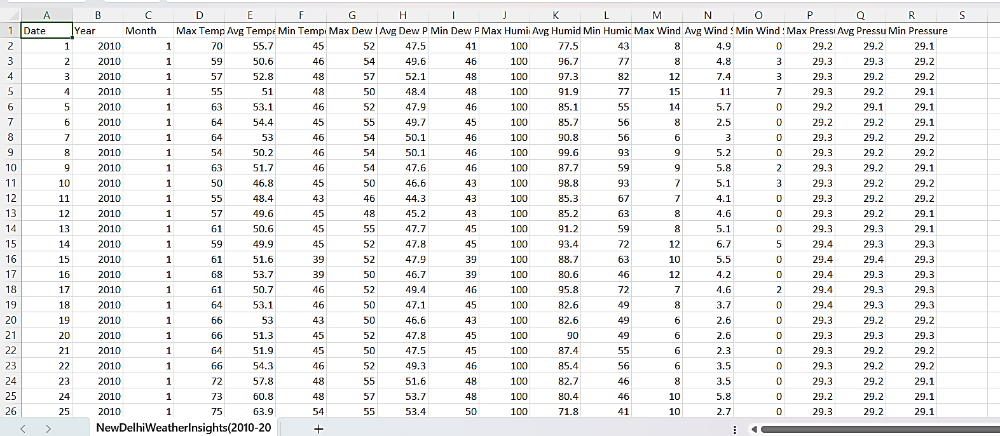 A B C D E F G H I J K L M N O P Q R S
1 Date Year Month Max Temp Avg Tempe Min Tempe Max Dew Avg Dew P Min Dew P Max Humi Avg Humid Min Humid Max Wind Avg Wind Min Wind Max Press Avg Pressu Min Pressure
2 1 2010 1 70 55.7 45 52 47.5 41 100 77.5 43 8 4.9 0 29.2 29.2 29.1
3 2 2010 1 59 50.6 46 54 49.6 46 100 96.7 77 8 4.8 3 29.3 29.3 29.2
4 3 2010 1 57 52.8 48 57 52.1 48 100 97.3 82 12 7.4 3 29.3 29.2 29.2
5 4 2010 1 55 51 48 50 48.4 48 100 91.9 77 15 11 7 29.3 29.2 29.1
6 5 2010 1 63 53.1 46 52 47.9 46 100 85.1 55 14 5.7 0 29.2 29.1 29.1
7 6 2010 1 64 54.4 45 55 49.7 45 100 85.7 56 8 2.5 0 29.2 29.2 29.1
8 7 2010 1 64 53 46 54 50.1 46 100 90.8 56 6 3 0 29.3 29.2 29.2
9 8 2010 1 54 50.2 46 54 50.1 46 100 99.6 93 9 5.2 0 29.3 29.2 29.2
10 9 2010 1 63 51.7 46 54 47.6 46 100 87.7 59 9 5.8 2 29.3 29.2 29.1
11 10 2010 1 50 46.8 45 50 46.6 43 100 98.8 93 7 5.1 3 29.3 29.2 29.2
12 11 2010 1 55 48.4 43 46 44.3 43 100 85.3 67 7 4.1 0 29.3 29.2 29.2
13 12 2010 1 57 49.6 45 48 45.2 43 100 85.2 63 8 4.6 0 29.3 29.2 29.1
14 13 2010 1 61 50.6 45 55 47.7 45 100 91.2 59 8 5.1 0 29.3 29.3 29.1
15 14 2010 1 59 49.9 45 52 47.8 45 100 93.4 72 12 6.7 5 29.4 29.3 29.3
16 15 2010 1 61 51.6 39 52 47.9 39 100 88.7 63 10 5.5 0 29.4 29.4 29.3
17 16 2010 1 68 53.7 39 50 46.7 39 100 80.6 46 12 4.2 0 29.4 29.3 29.3
18 17 2010 1 61 50.7 46 52 49.4 46 100 95.8 72 7 4.6 2 29.4 29.3 29.3
19 18 2010 1 64 53.1 46 50 47.1 45 100 82.6 49 8 3.7 0 29.4 29.3 29.3
20 19 2010 1 66 53 43 50 46.6 43 100 82.6 49 6 2.6 0 29.3 29.2 29.2
21 20 2010 1 66 51.3 45 52 47.8 45 100 90 49 6 2.6 0 29.3 29.3 29.3
22 21 2010 1 64 51.9 45 50 47.5 45 100 87.4 55 6 2.3 0 29.3 29.2 29.2
23 22 2010 1 66 54.3 46 52 49.3 46 100 85.4 56 6 3.5 0 29.3 29.2 29.2
24 23 2010 1 72 57.8 48 55 51.6 48 100 82.7 46 8 3.5 0 29.3 29.2 29.1
25 24 2010 1 73 60.8 48 57 53.7 48 100 80.4 46 10 5.8 0 29.2 29.2 29.1
26 25 2010 1 75 63.9 54 55 53.4 50 100 71.8 41 10 2.7 0 29.3 29.2 29.1
NewDelhiWeatherInsights(2010-20